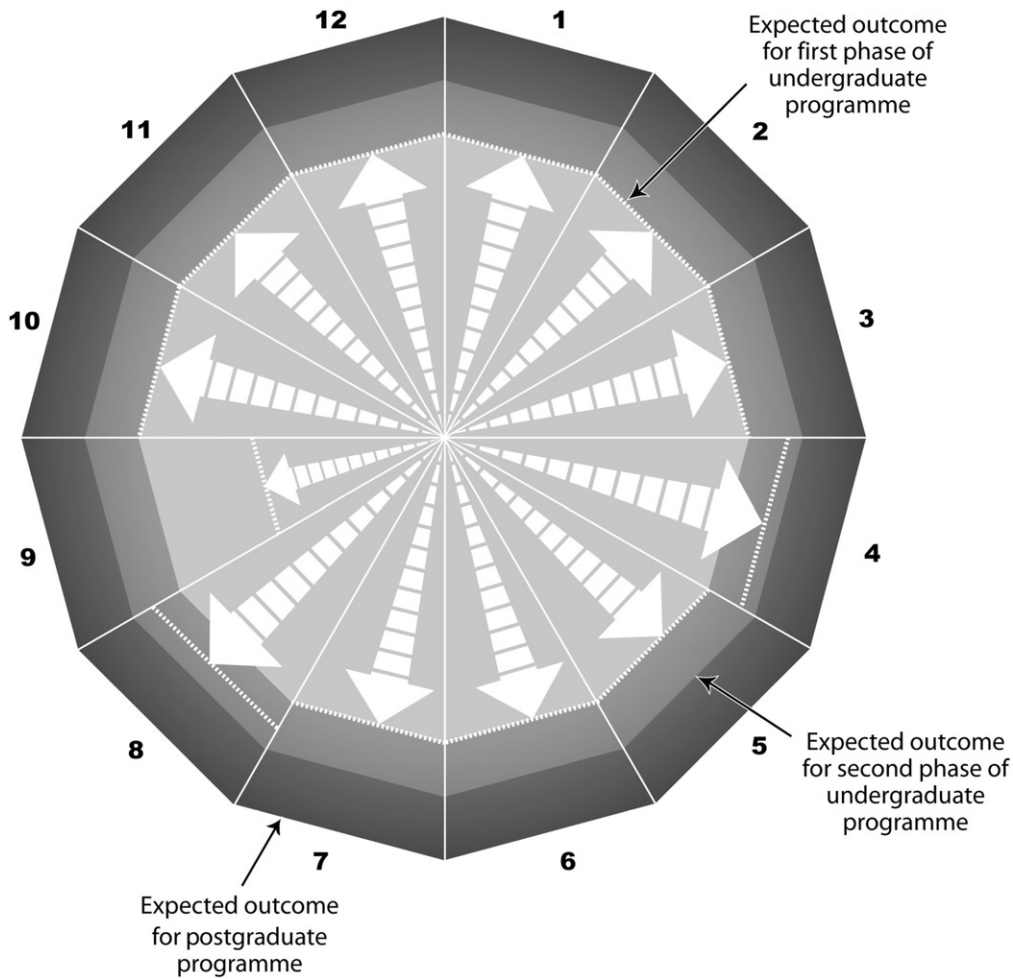 12
1
Expected outcome
for first phase of
undergraduate
programme
11
2
10
3
9
4
8
5
Expected outcome
for second phase of
undergraduate
programme
7
6
Expected outcome
for postgraduate
programme